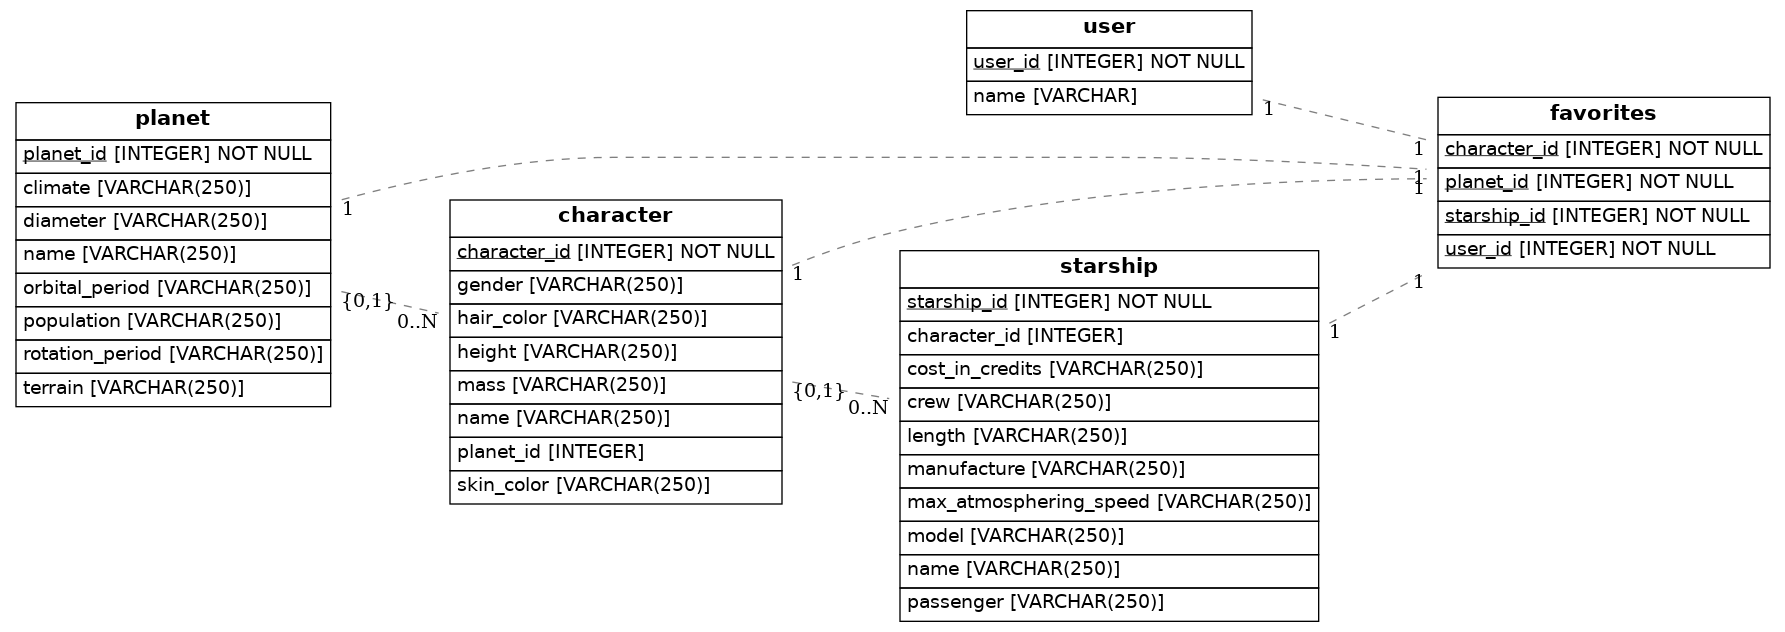 user
user_id [INTEGER] NOT NULL
name [VARCHAR]
planet
planet_id [INTEGER] NOT NULL
climate [VARCHAR(250)]
diameter [VARCHAR(250)]
name [VARCHAR(250)]
orbital_period [VARCHAR(250)]
population [VARCHAR(250)]
rotation_period [VARCHAR(250)]
terrain [VARCHAR(250)]
character
character_id [INTEGER] NOT NULL
gender [VARCHAR(250)]
hair_color [VARCHAR(250)]
height [VARCHAR(250)]
mass [VARCHAR(250)]
name [VARCHAR(250)]
planet_id [INTEGER]
skin_color [VARCHAR(250)]
starship
starship_id [INTEGER] NOT NULL
character_id [INTEGER]
cost_in_credits [VARCHAR(250)]
crew [VARCHAR(250)]
length [VARCHAR(250)]
manufacture [VARCHAR(250)]
max_atmosphering_speed [VARCHAR(250)]
model [VARCHAR(250)]
name [VARCHAR(250)]
passenger [VARCHAR(250)]
favorites
character_id [INTEGER] NOT NULL
planet_id [INTEGER] NOT NULL
starship_id [INTEGER] NOT NULL
user_id [INTEGER] NOT NULL
1
1
1
1
1
1
1
1
{0,1}
0..N
{0,1}
0..N